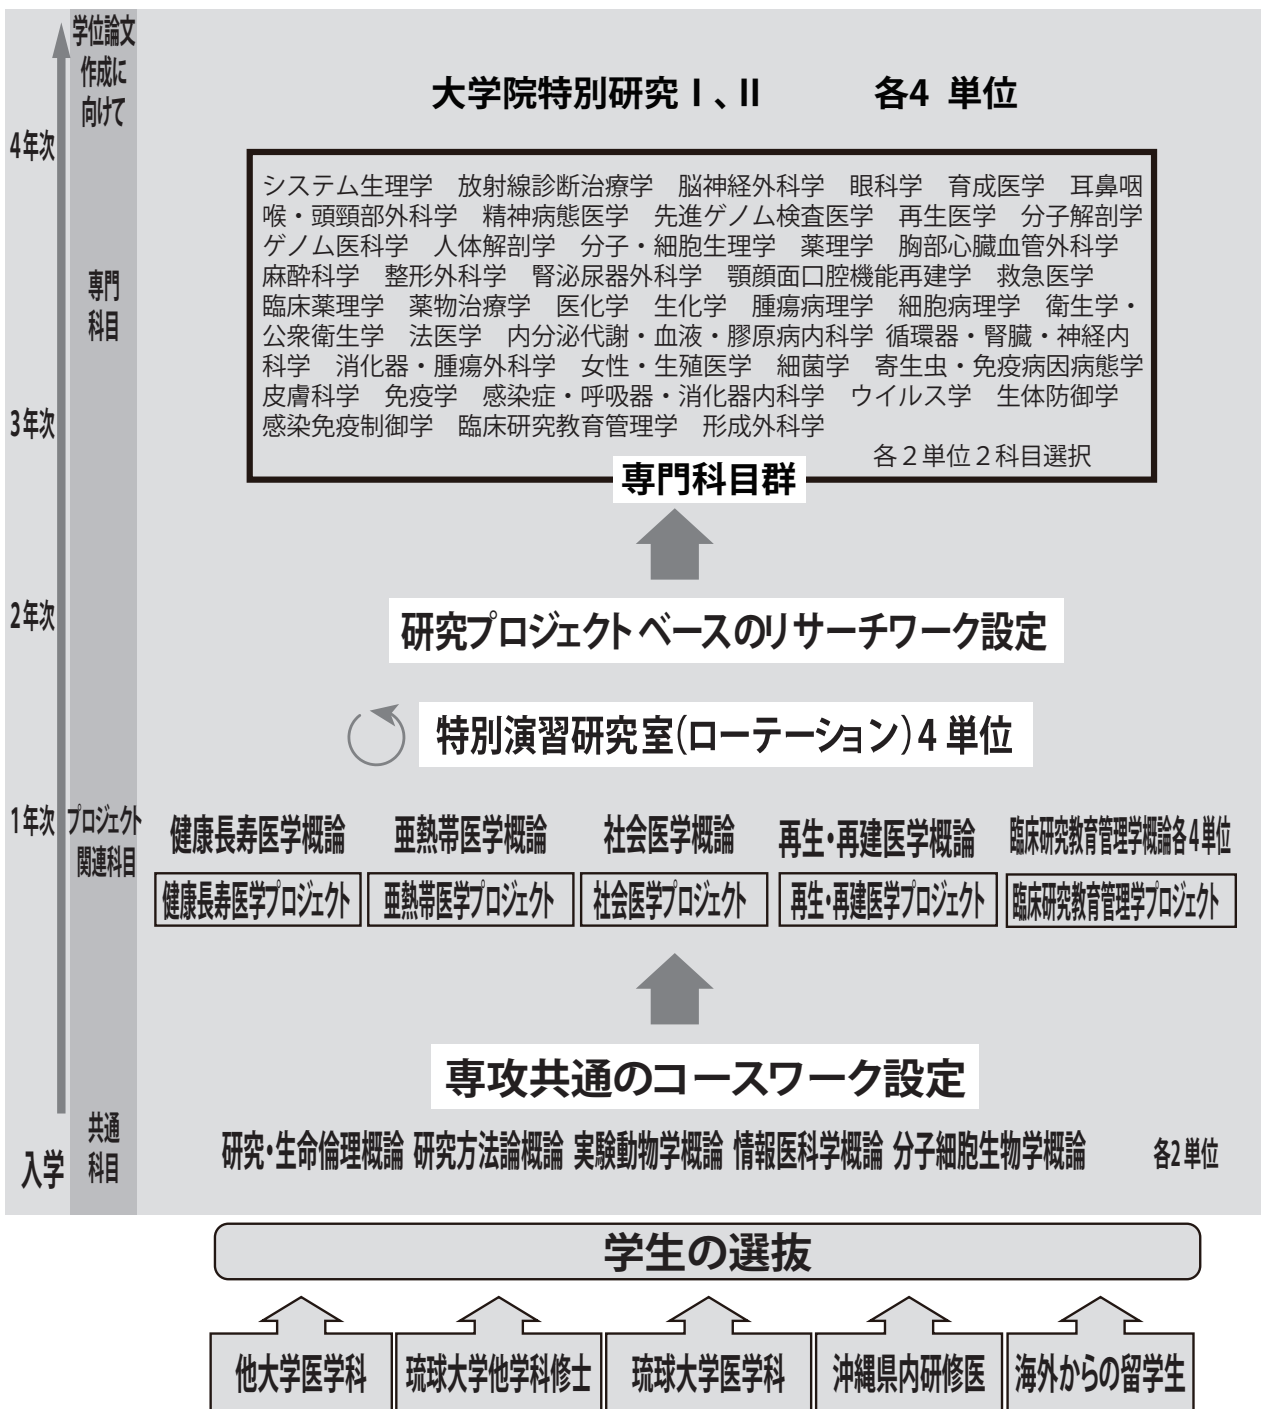 学位論文
作成に
向けて
大学院特別研究Ⅰ、II　各4 単位
4年次
システム生理学　放射線診断治療学　脳神経外科学　眼科学　育成医学　耳鼻咽
喉・頭頸部外科学　精神病態医学　先進ゲノム検査医学　再生医学　分子解剖学
ゲノム医科学　人体解剖学　分子・細胞生理学　薬理学　胸部心臓血管外科学
麻酔科学　整形外科学　腎泌尿器外科学　顎顔面口腔機能再建学　救急医学
臨床薬理学　薬物治療学　医化学　生化学　腫瘍病理学　細胞病理学　衛生学・
公衆衛生学　法医学　内分泌代謝・血液・膠原病内科学 循環器・腎臓・神経内
科学　消化器・腫瘍外科学　女性・生殖医学　細菌学　寄生虫・免疫病因病態学
皮膚科学　免疫学　感染症・呼吸器・消化器内科学　ウイルス学　生体防御学
感染免疫制御学　臨床研究教育管理学　形成外科学
各２単位２科目選択
専門科目群
専門
科目
3年次
2年次
研究プロジェクトベースのリサーチワーク設定
特別演習研究室(ローテーション)4 単位
1年次
プロジェクト
関連科目
健康長寿医学概論
亜熱帯医学概論
社会医学概論
再生・再建医学概論
臨床研究教育管理学概論各4単位
健康長寿医学プロジェクト
亜熱帯医学プロジェクト
社会医学プロジェクト
再生・再建医学プロジェクト
臨床研究教育管理学プロジェクト
専攻共通のコースワーク設定
共通
科目
入学
研究・生命倫理概論 研究方法論概論 実験動物学概論 情報医科学概論 分子細胞生物学概論　各2単位
学生の選抜
他大学医学科
琉球大学他学科修士
琉球大学医学科
沖縄県内研修医
海外からの留学生